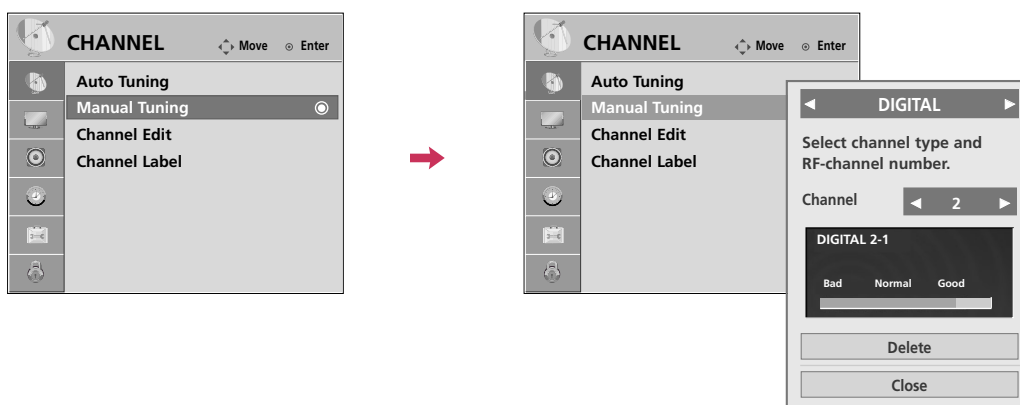 CHANNEL Move Enter
Auto Tuning
Manual Tuning
Channel Edit
Channel Label
CHANNEL Move Enter
Auto Tuning
Manual Tuning
Channel Edit
Channel Label
DIGITAL
Select channel type and
RF-channel number.
Channel 2
DIGITAL 2-1
Bad Normal Good
Delete
Close